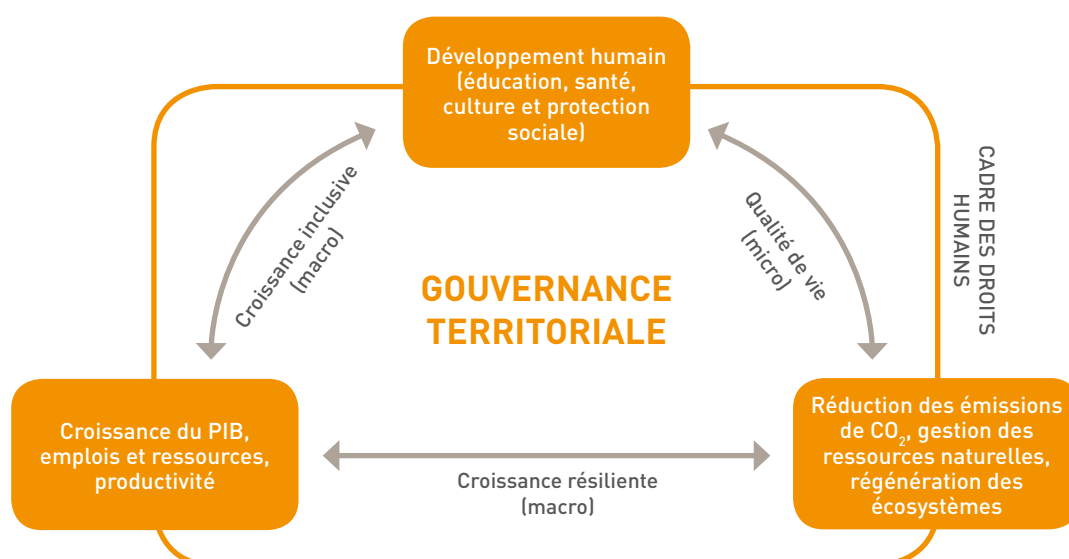 Développement humain
(éducation, santé,
culture et protection
sociale)
Croissance inclusive
(macro)
Qualité de vie
(micro)
CADRE DES DROITS
HUMAINS
GOUVERNANCE
TERRITORIALE
Croissance du PIB,
emplois et ressources,
productivité
Croissance résiliente
(macro)
Réduction des émissions
de CO₂, gestion des
ressources naturelles,
régénération des
écosystèmes